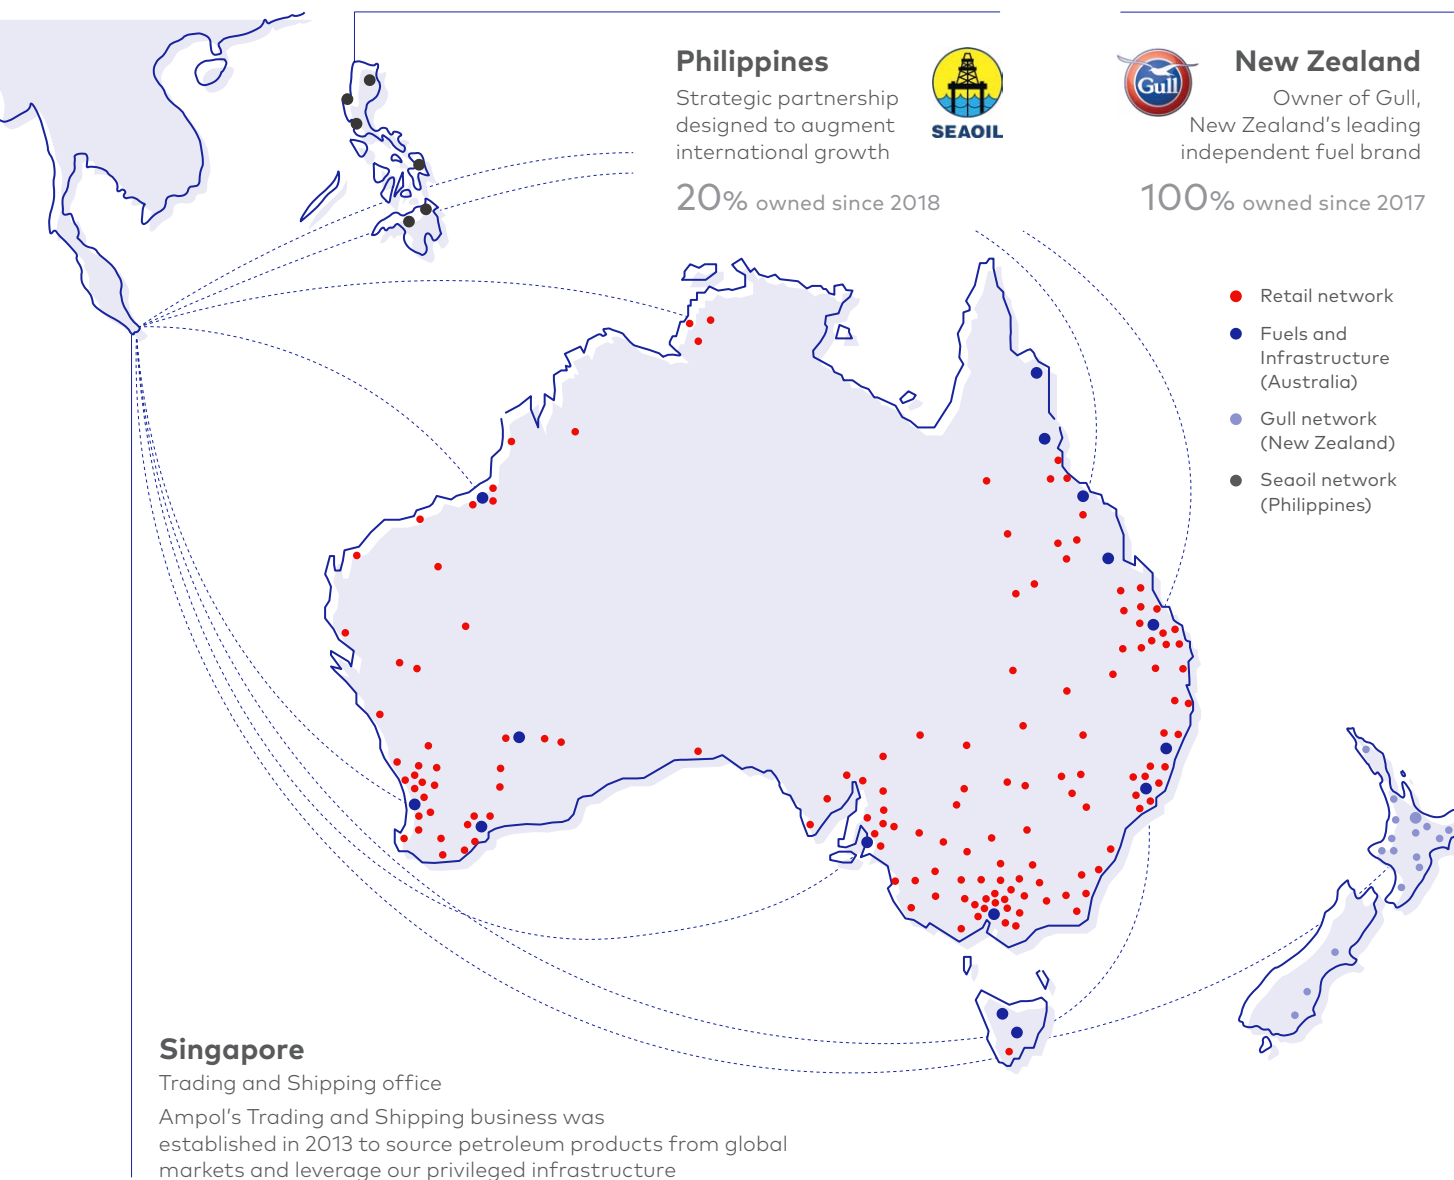 Philippines
Strategic partnership
designed to augment
international growth
20% owned since 2018
SEAOIL
Gull
New Zealand
Owner of Gull,
New Zealand's leading
independent fuel brand
100% owned since 2017
Retail network
Fuels and
Infrastructure
(Australia)
Gull network
(New Zealand)
Seaoil network
(Philippines)
Singapore
Trading and Shipping office
Ampol's Trading and Shipping business was
established in 2013 to source petroleum products from global
markets and leverage our privileged infrastructure